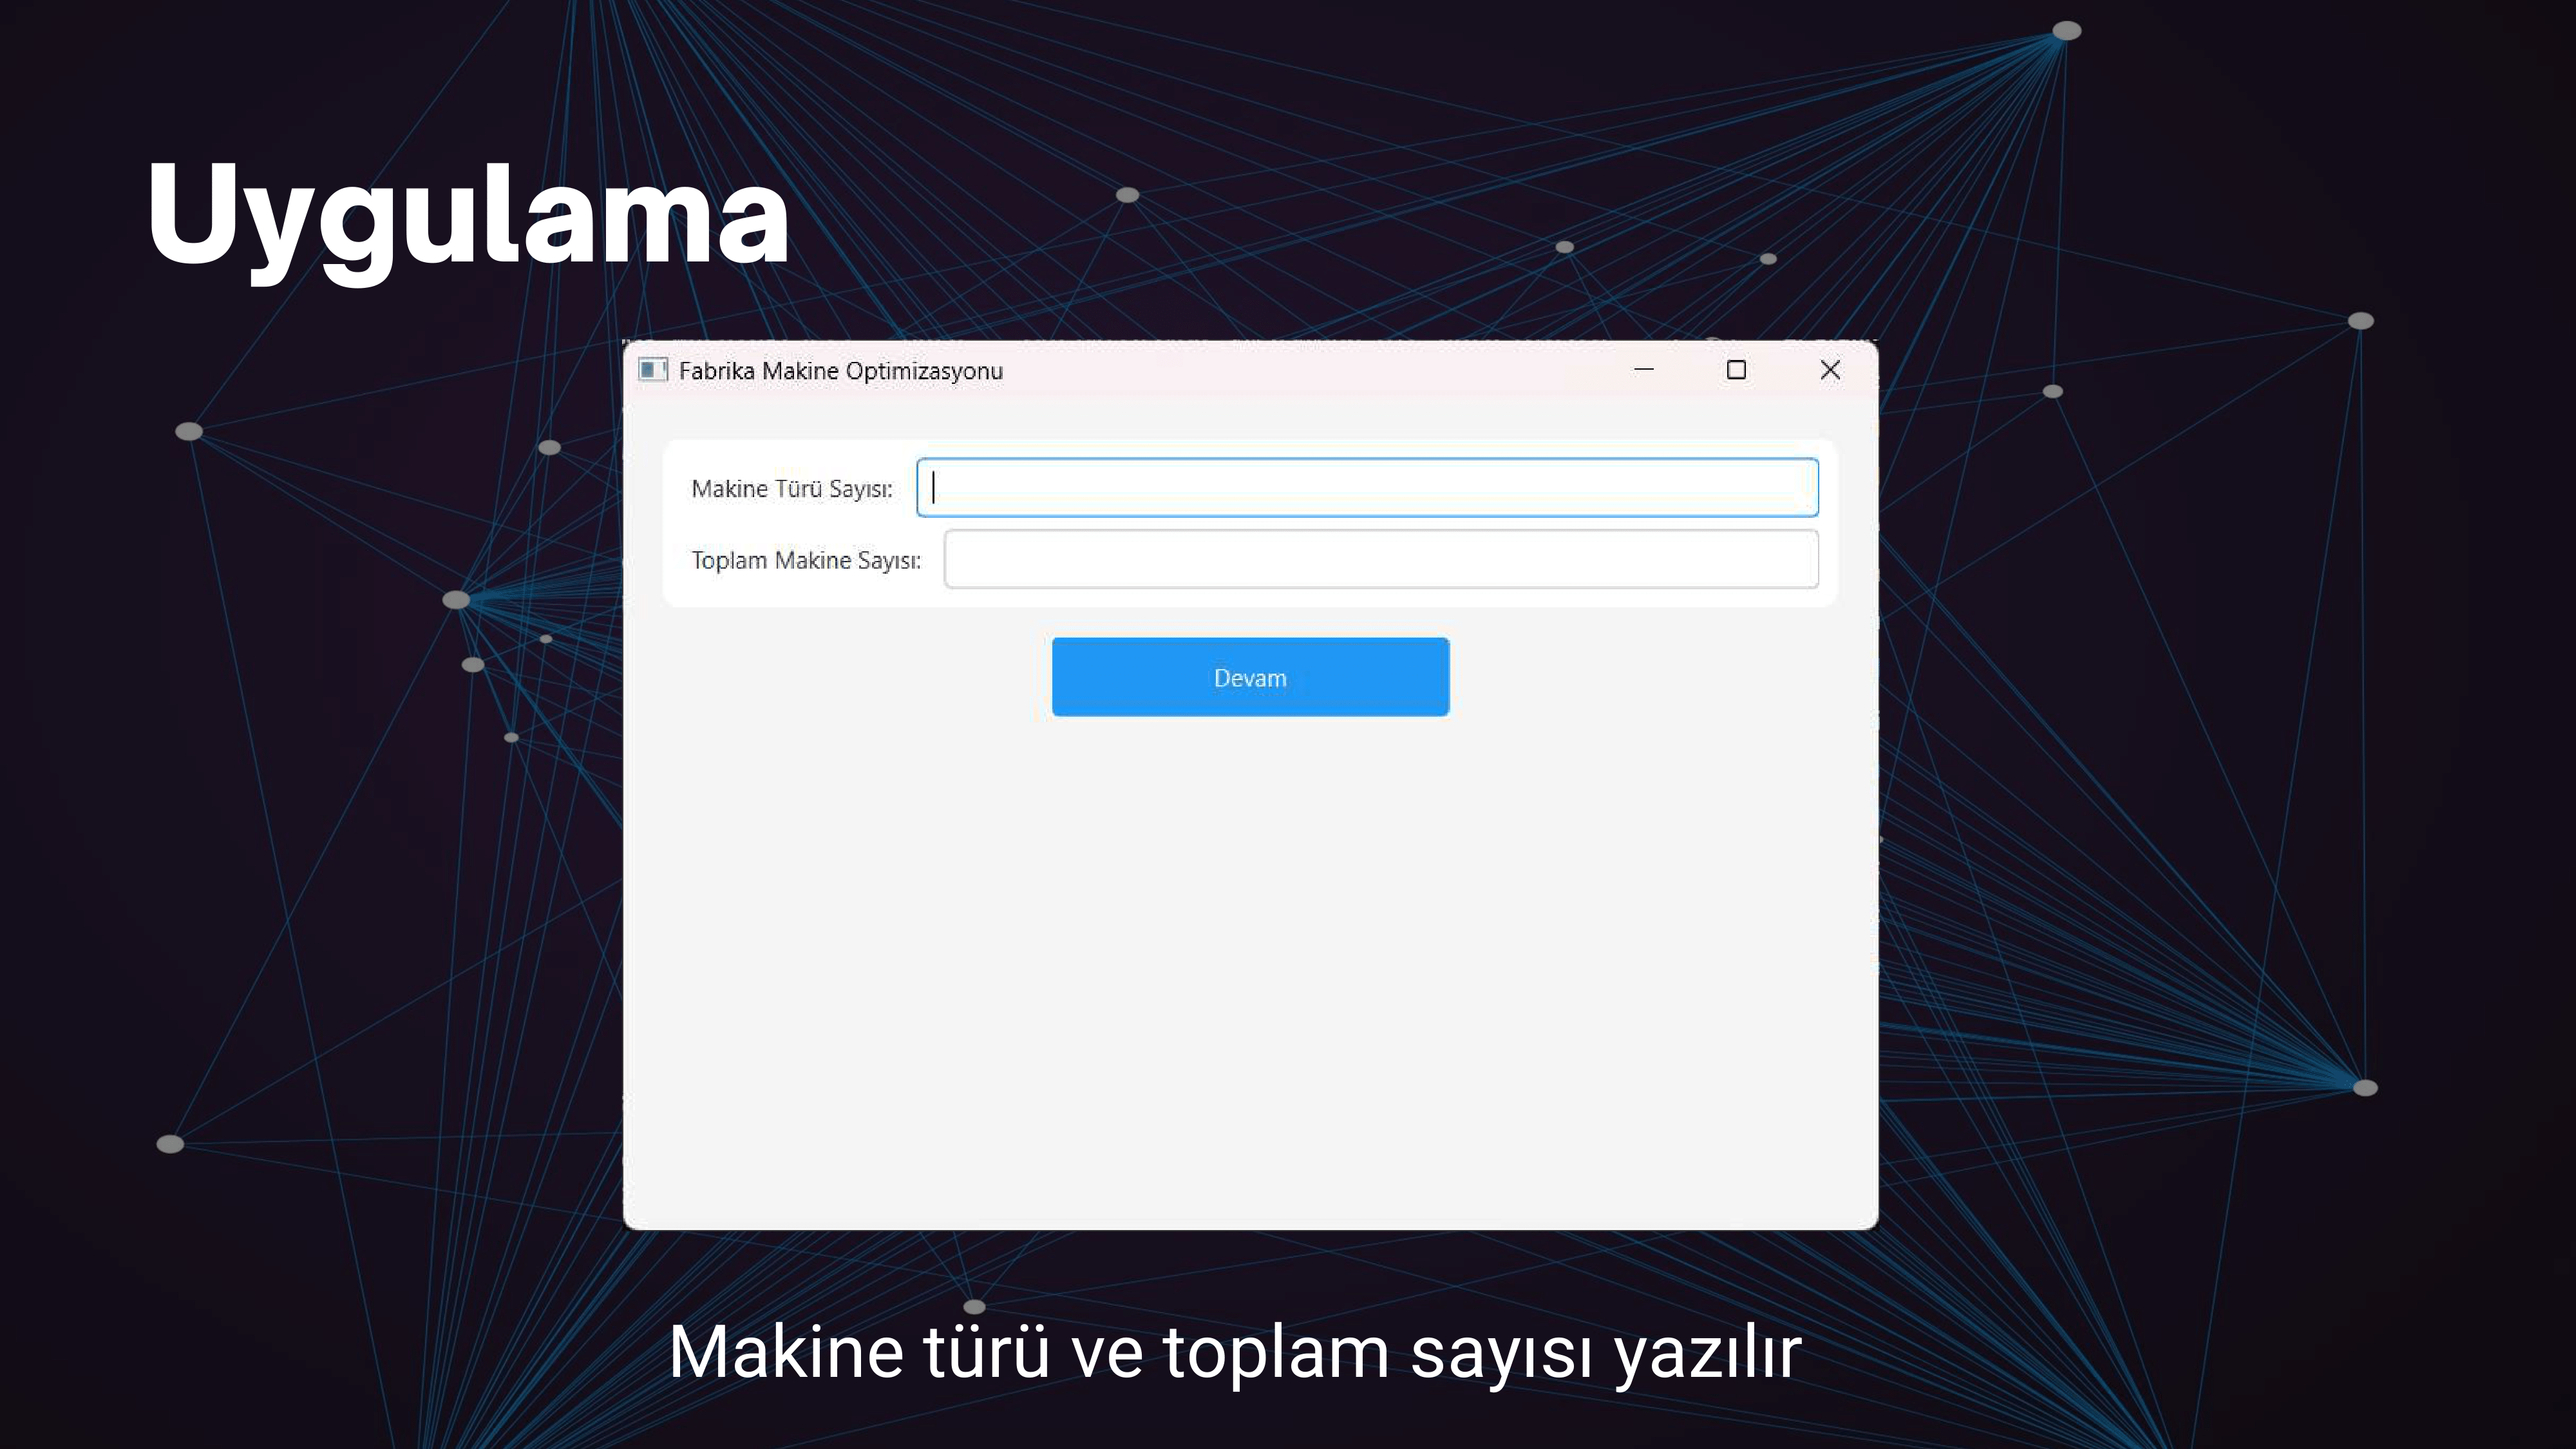 Uygulama
Fabrika Makine Optimizasyonu
Makine Türü Sayısı:
Toplam Makine Sayısı:
Devam
Makine türü ve toplam sayısı yazılır